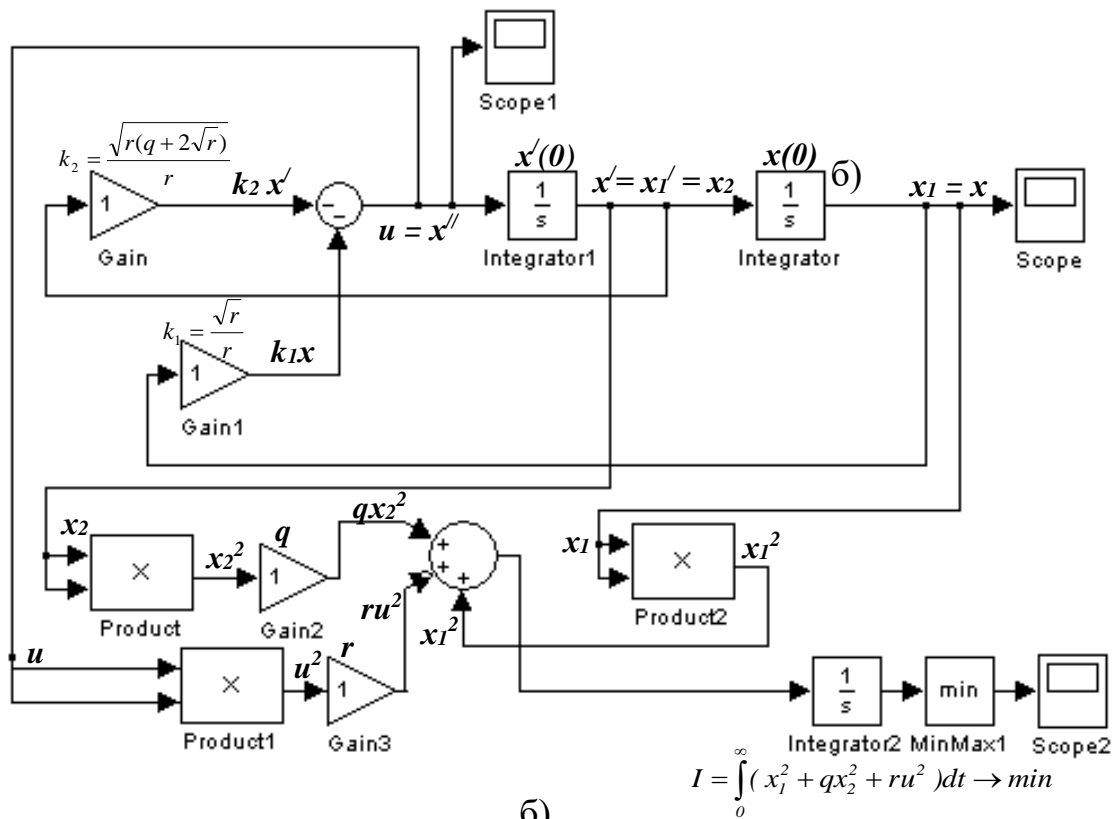 Scope1
k₂ = √(r(q + 2√r)) / r
x′(0)
x(0)
б)
k₂ x′
x′= x₁′ = x₂
x₁ = x
1
−
−
1/s
1/s
u = x″
Gain
Integrator1
Integrator
Scope
k₁ = √r / r
k₁x
1
Gain1
x₂
q
qx₂²
x₁
x₁²
×
x₂²
1
+
+
+
×
Product
Gain2
ru²
x₁²
Product2
u
r
u²
×
1
Product1
Gain3
1/s
min
Integrator2
MinMax1
Scope2
I = ∫₀^∞ ( x₁² + qx₂² + ru² )dt → min
б)